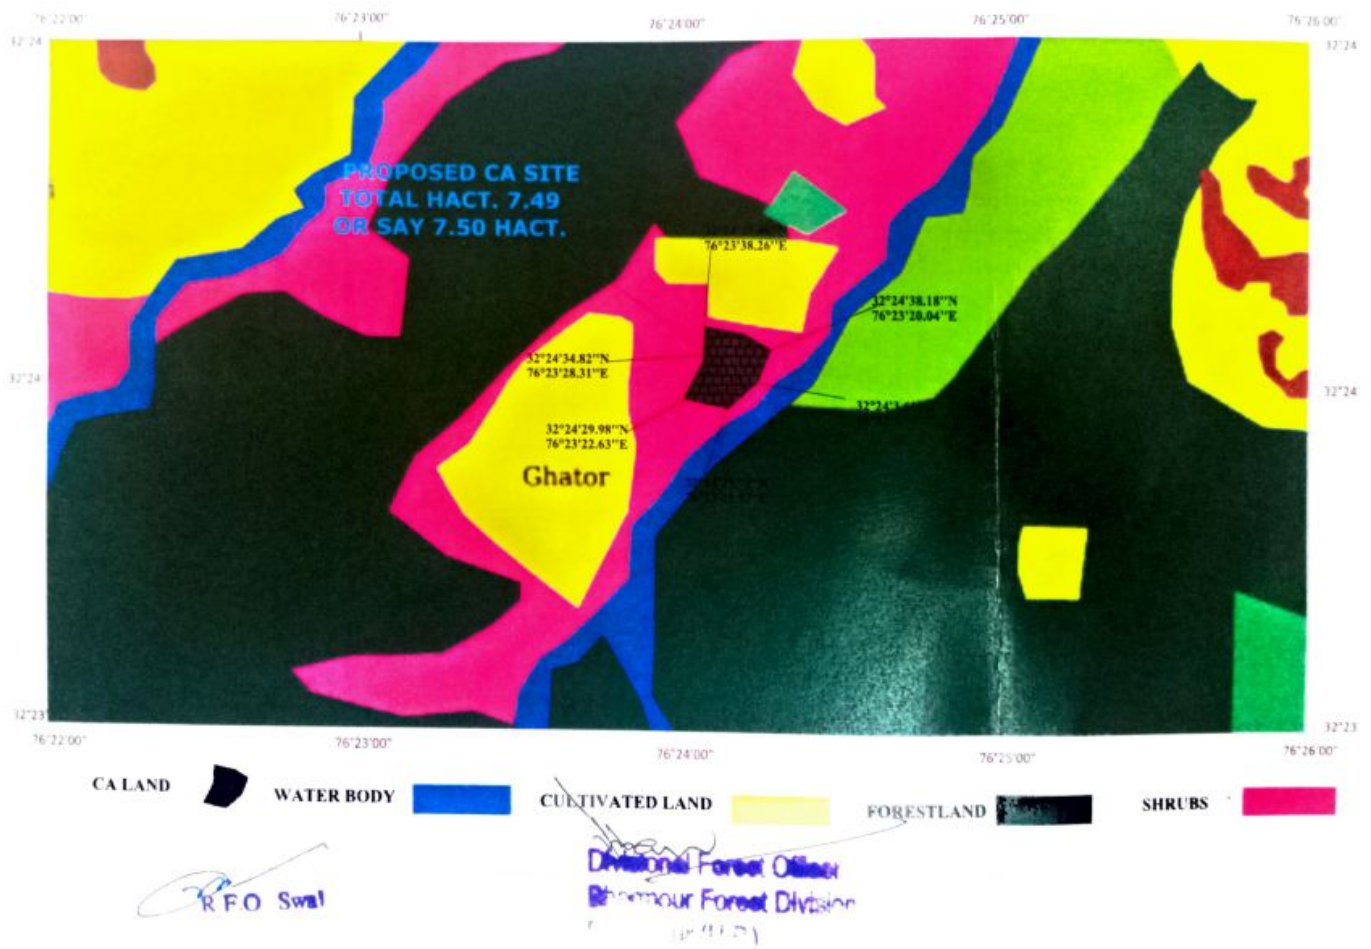 76°22'00"
76°23'00"
76°24'00"
76°25'00"
76°26'00"
32°24
32°24
PROPOSED CA SITE
TOTAL HACT. 7.49
OR SAY 7.50 HACT.
76°23'38.26"E
32°24'38.18"N
76°23'20.04"E
32°24'34.82"N
76°23'28.31"E
32°24
32°24
32°24'29.98"N
76°23'22.63"E
Ghator
32°23
32°23
76°22'00"
76°23'00"
76°24'00"
76°25'00"
76°26'00"
CA LAND
WATER BODY
CULTIVATED LAND
FORESTLAND
SHRUBS
R F O Swai
Divisional Forest Officer
Bharmour Forest Division